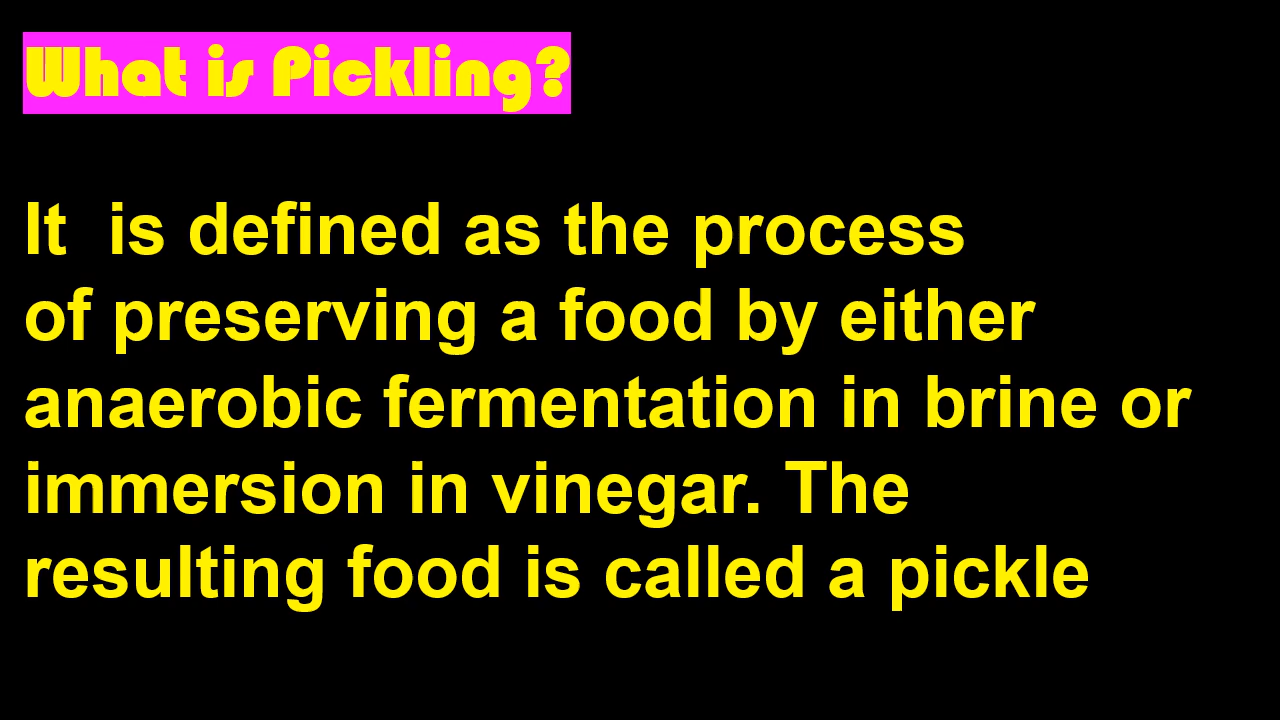 What is Pickling?
It  is defined as the process
of preserving a food by either
anaerobic fermentation in brine or
immersion in vinegar. The
resulting food is called a pickle